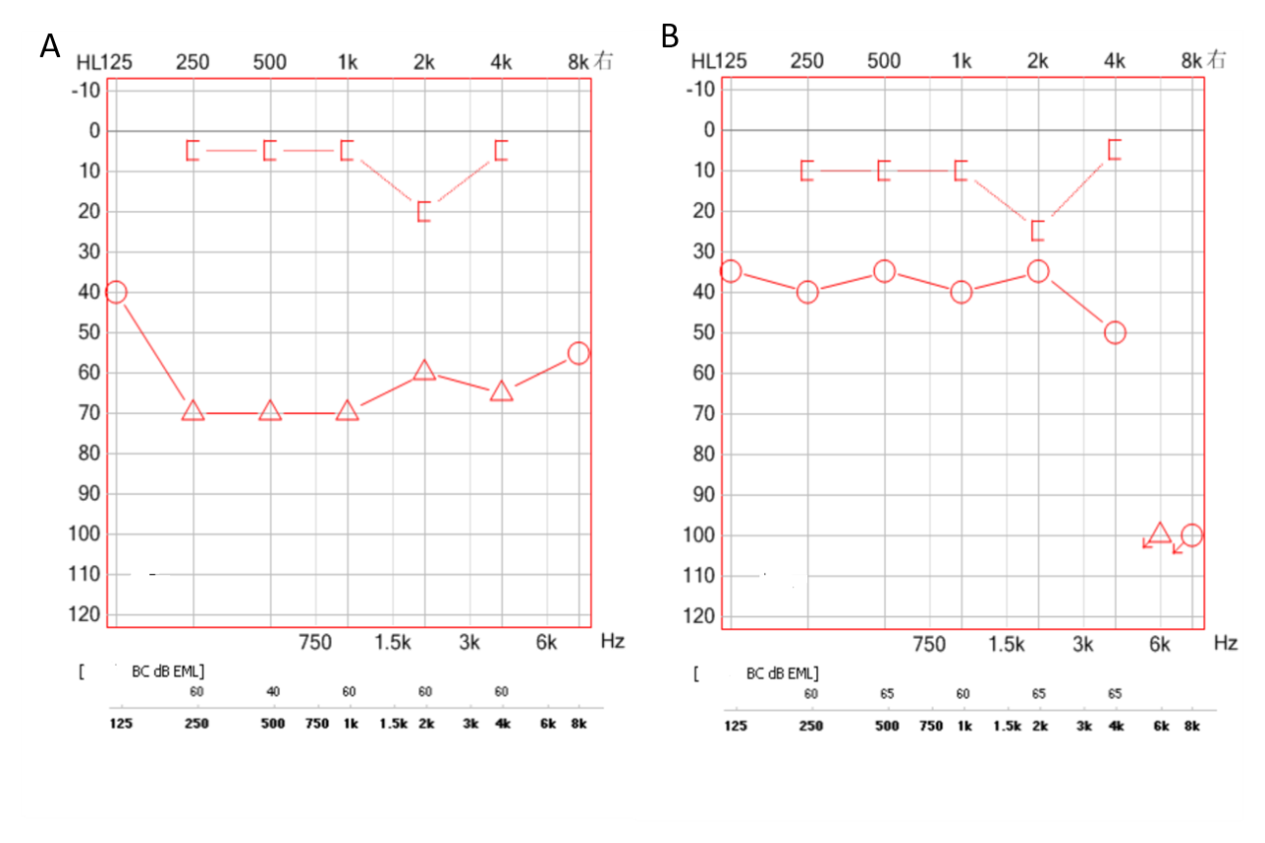 A
HL125 250 500 1k 2k 4k 8k 右
-10
0
10
20
30
40
50
60
70
80
90
100
110
120
750 1.5k 3k 6k Hz
[ BC dB EML]
60 40 60 60 60
125 250 500 750 1k 1.5k 2k 3k 4k 6k 8k
B
HL125 250 500 1k 2k 4k 8k 右
-10
0
10
20
30
40
50
60
70
80
90
100
110
120
750 1.5k 3k 6k Hz
[ BC dB EML]
60 65 60 65 65
125 250 500 750 1k 1.5k 2k 3k 4k 6k 8k